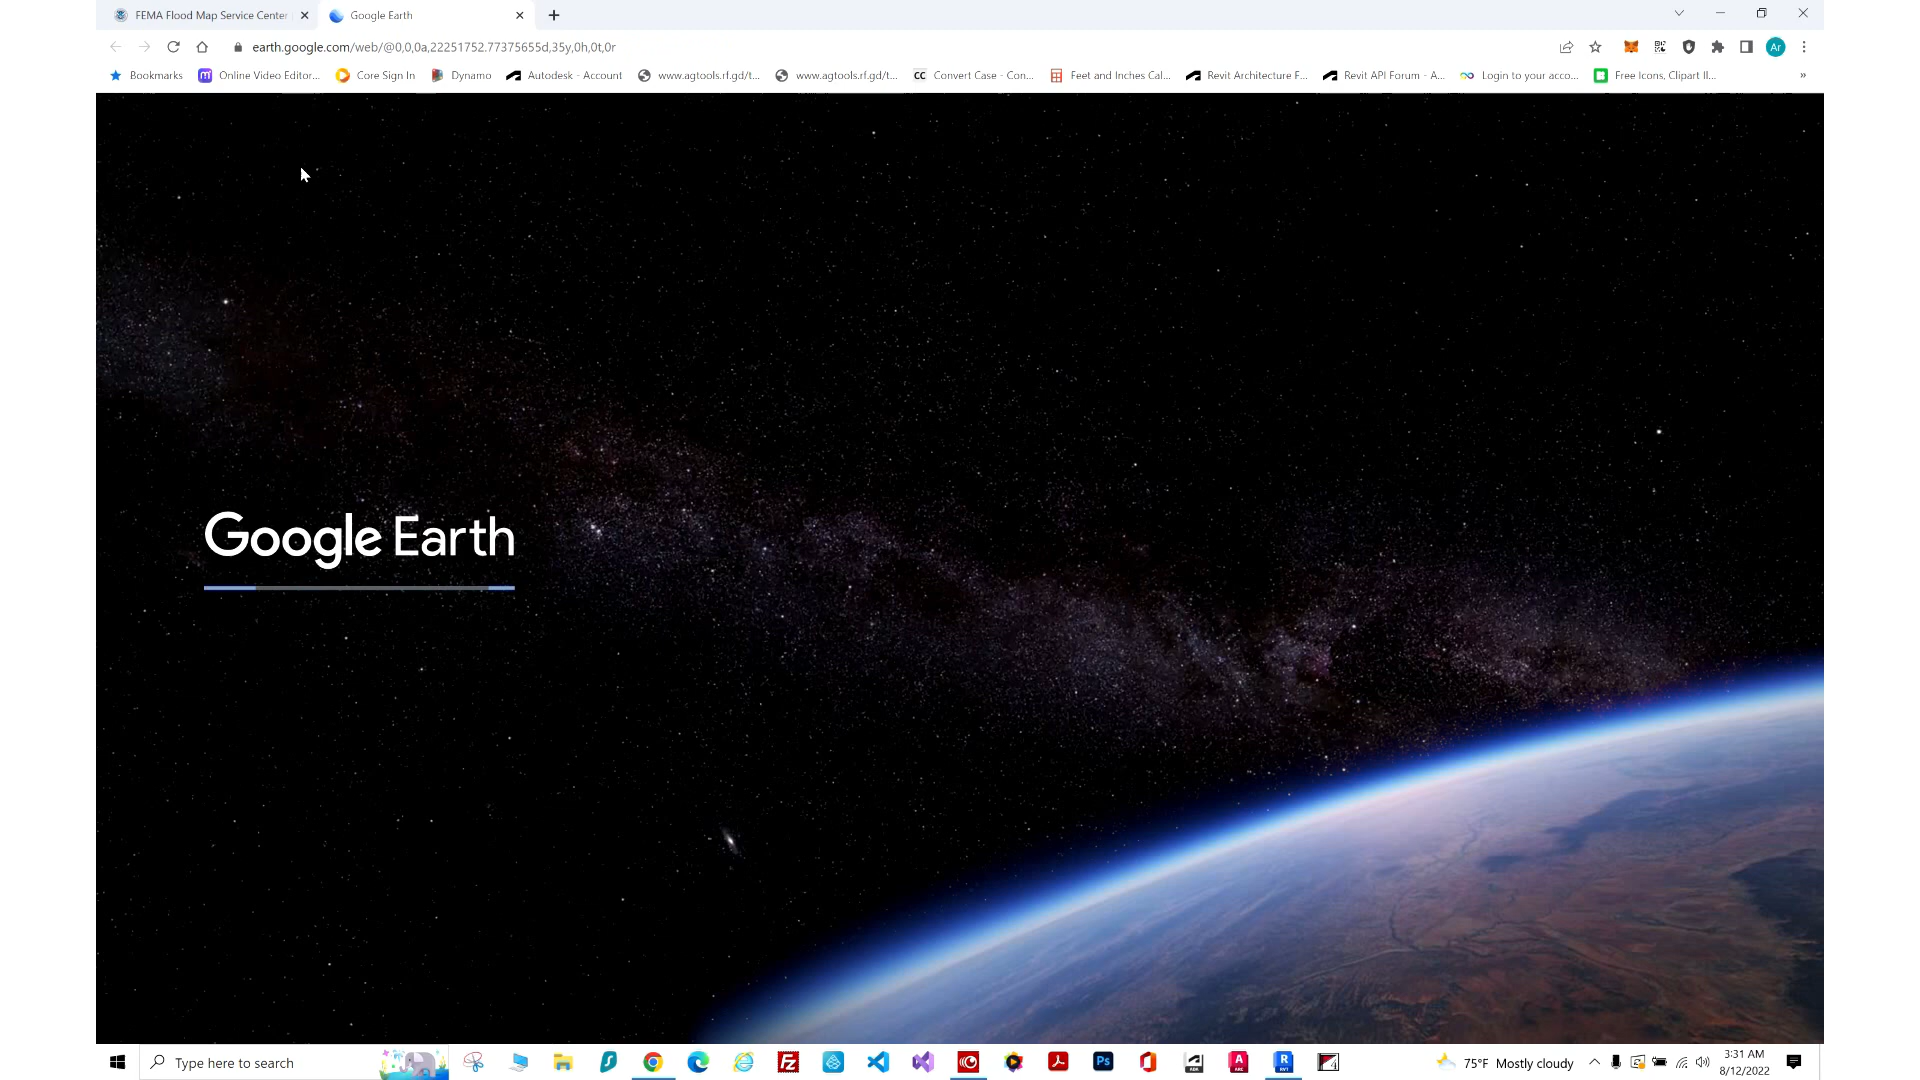 FEMA Flood Map Service Center
Google Earth
earth.google.com/web/@0,0,0a,22251752.77375655d,35y,0h,0t,0r
Ar
Bookmarks
Online Video Editor...
Core Sign In
Dynamo
Autodesk - Account
www.agtools.rf.gd/t...
www.agtools.rf.gd/t...
CC Convert Case - Con...
Feet and Inches Cal...
Revit Architecture F...
Revit API Forum - A...
Login to your acco...
Free Icons, Clipart Il...
»
Google Earth
Type here to search
75°F Mostly cloudy
3:31 AM
8/12/2022